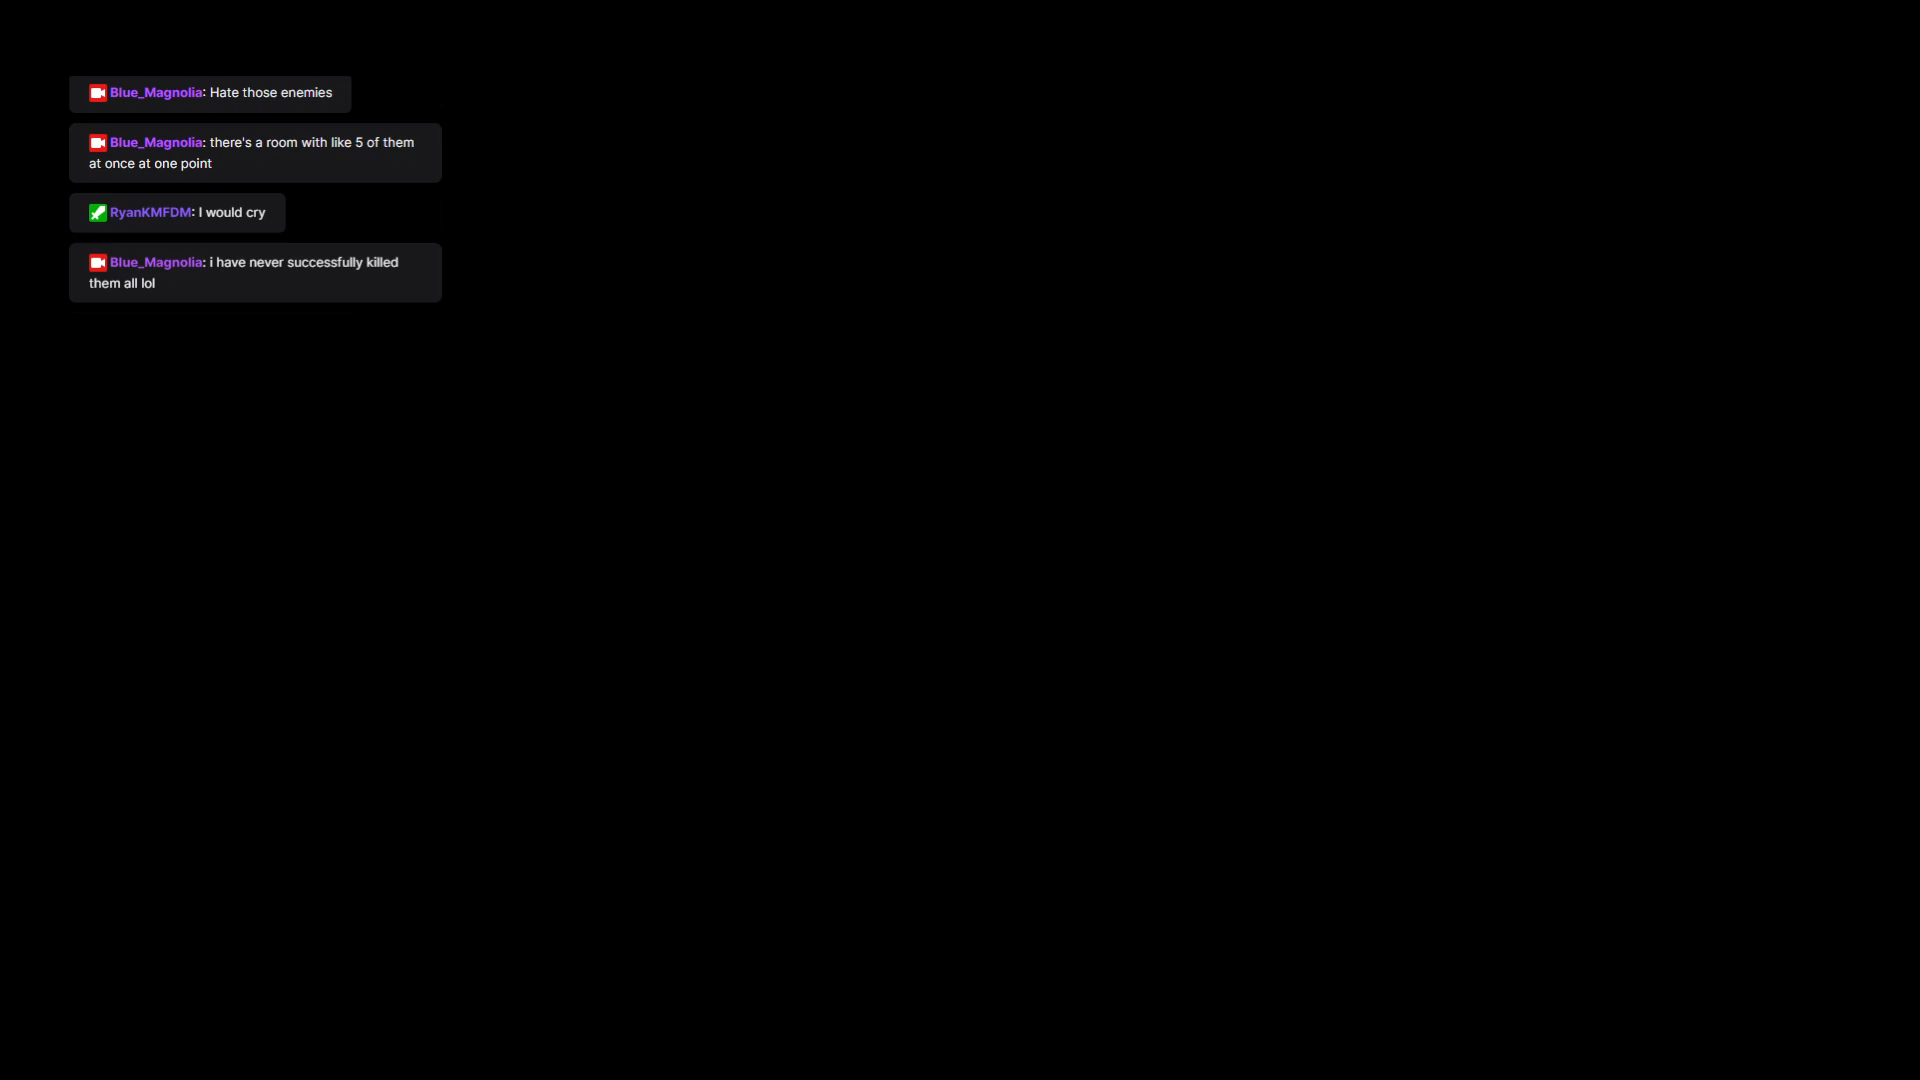 Blue_Magnolia: Hate those enemies
Blue_Magnolia: there's a room with like 5 of them
at once at one point
RyanKMFDM: I would cry
Blue_Magnolia: i have never successfully killed
them all lol